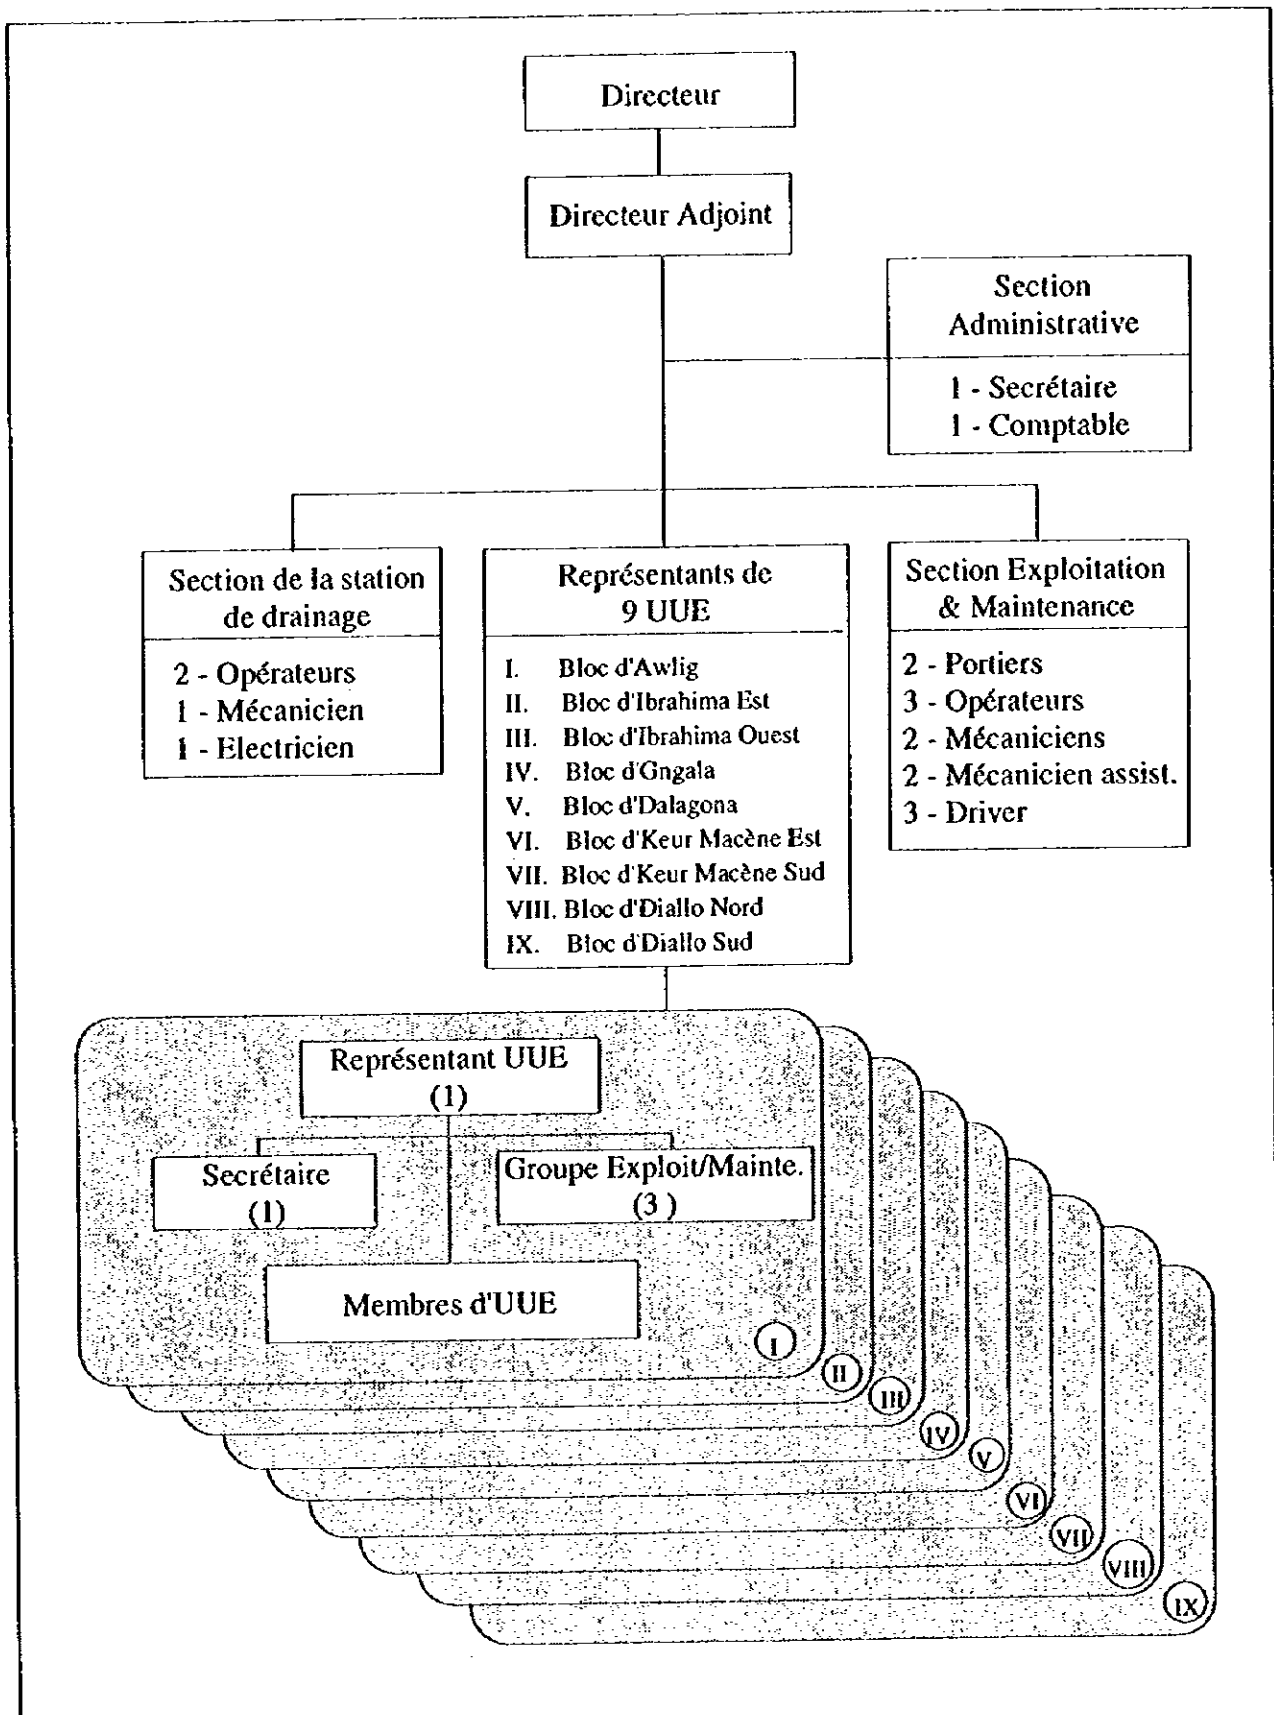 Directeur
Directeur Adjoint
Section
Administrative
1 - Secrétaire
1 - Comptable
Section de la station
de drainage
2 - Opérateurs
1 - Mécanicien
1 - Electricien
Représentants de
9 UUE
I. Bloc d'Awlig
II. Bloc d'Ibrahima Est
III. Bloc d'Ibrahima Ouest
IV. Bloc d'Gngala
V. Bloc d'Dalagona
VI. Bloc d'Keur Macène Est
VII. Bloc d'Keur Macène Sud
VIII. Bloc d'Diallo Nord
IX. Bloc d'Diallo Sud
Section Exploitation
& Maintenance
2 - Portiers
3 - Opérateurs
2 - Mécaniciens
2 - Mécanicien assist.
3 - Driver
Représentant UUE
(1)
Secrétaire
(1)
Groupe Exploit/Mainte.
(3 )
Membres d'UUE
I
II
III
IV
V
VI
VII
VIII
IX